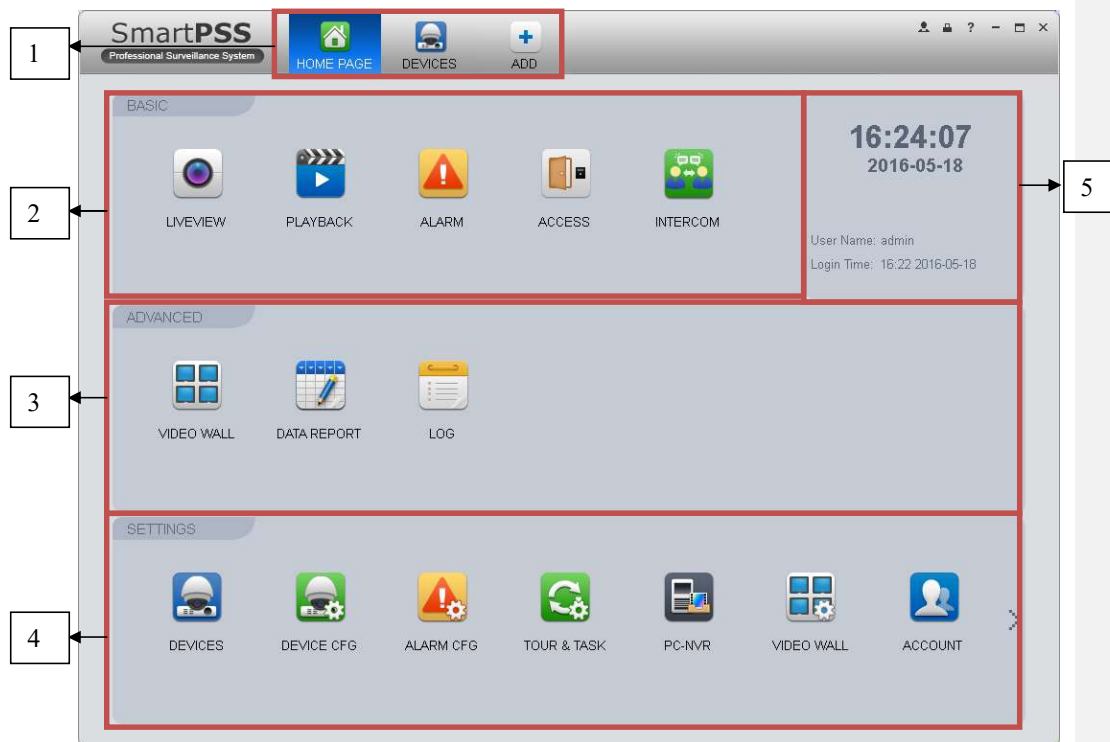 SmartPSS
Professional Surveillance System
HOME PAGE DEVICES ADD
?
1
BASIC
LIVEVIEW PLAYBACK ALARM ACCESS INTERCOM
2
16:24:07
2016-05-18
User Name: admin
Login Time: 16:22 2016-05-18
5
ADVANCED
VIDEO WALL DATA REPORT LOG
3
SETTINGS
DEVICES DEVICE CFG ALARM CFG TOUR & TASK PC-NVR VIDEO WALL ACCOUNT
4